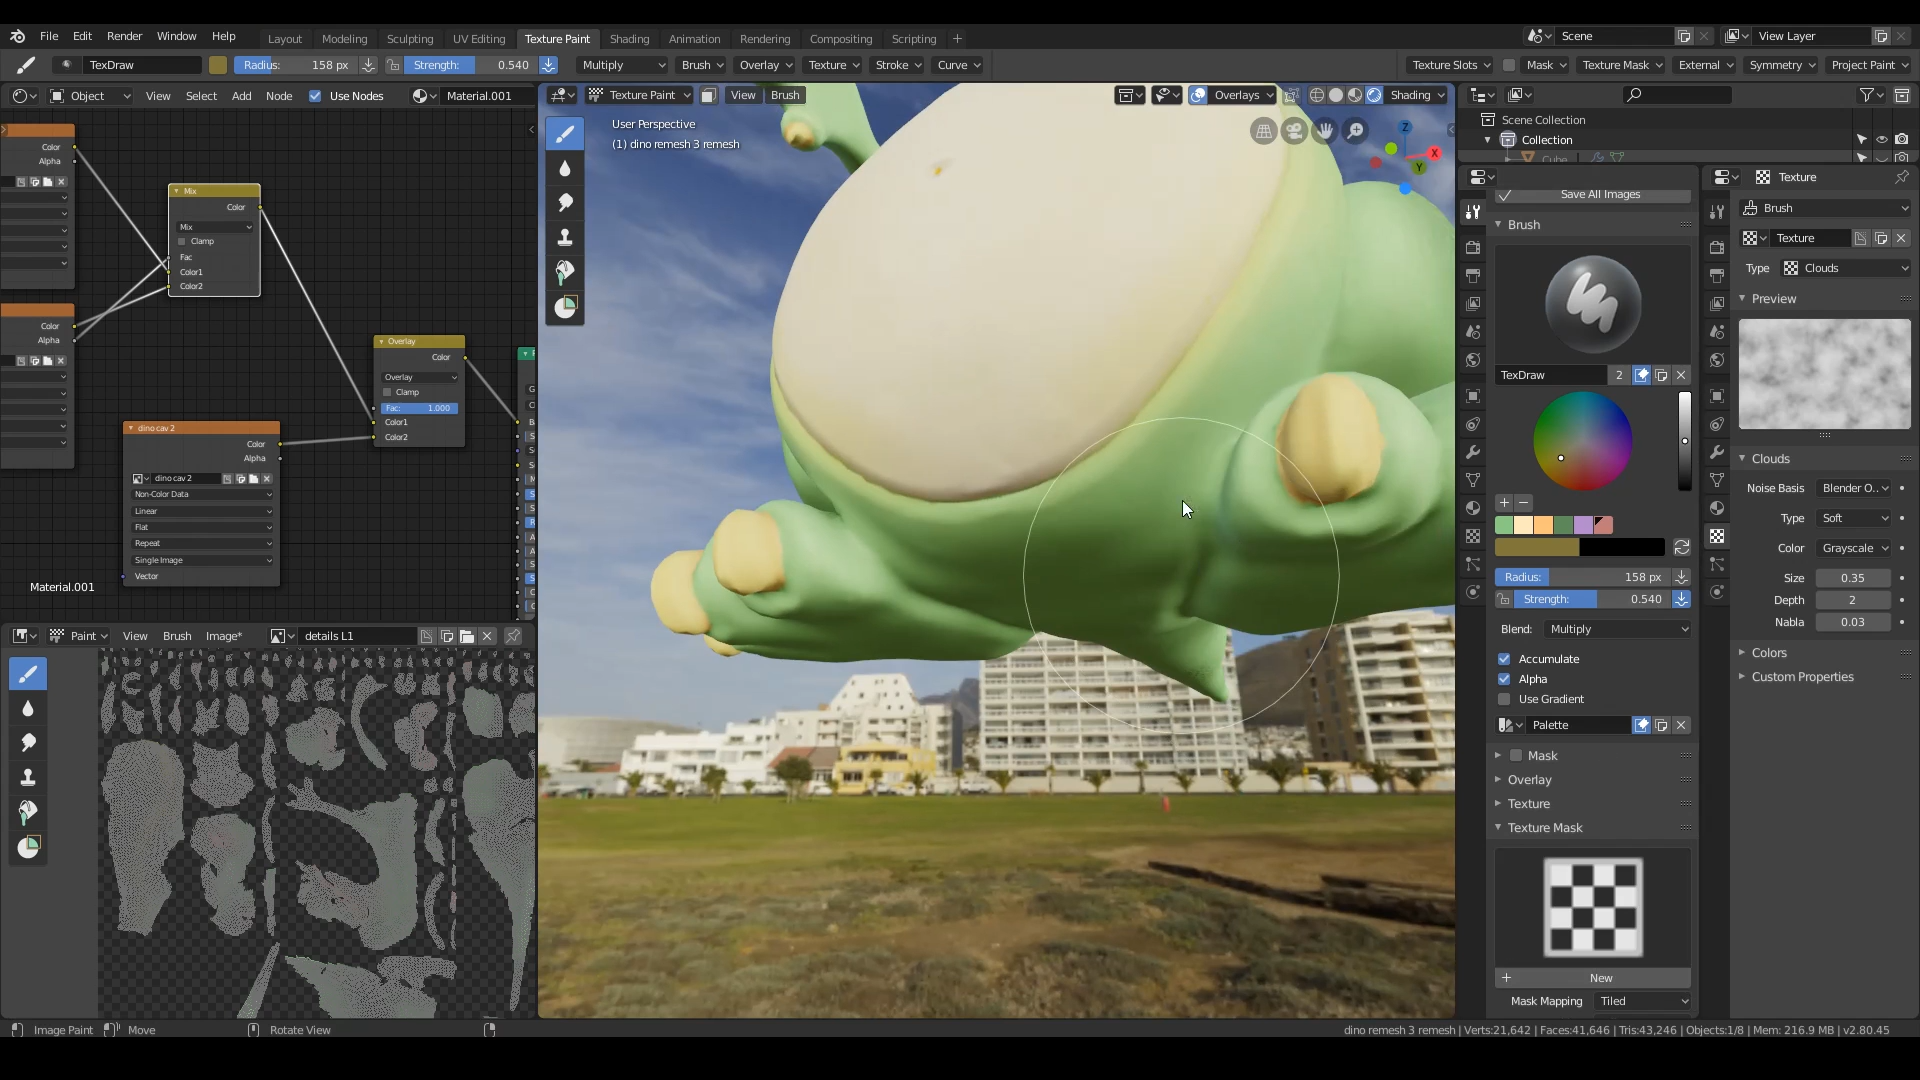 File Edit Render Window Help Layout Modeling Sculpting UV Editing Texture Paint Shading Animation Rendering Compositing Scripting + Scene View Layer
TexDraw Radius: 158 px Strength: 0.540 Multiply Brush Overlay Texture Stroke Curve Texture Slots Mask Texture Mask External Symmetry Project Paint
Object View Select Add Node Use Nodes Material.001
Color
Alpha
Color
Alpha
Mix
Color
Mix
Clamp
Fac
Color1
Color2
Overlay
Color
Overlay
Clamp
Fac: 1.000
Color1
Color2
dino cav 2
Color
Alpha
dino cav 2
Non-Color Data
Linear
Flat
Repeat
Single Image
Vector
Material.001
Paint View Brush Image* details L1
Texture Paint View Brush Overlays Shading
User Perspective
(1) dino remesh 3 remesh
Z
X
Y
Scene Collection
Collection
Cube
Save All Images
Brush
TexDraw 2
Radius: 158 px
Strength: 0.540
Blend: Multiply
Accumulate
Alpha
Use Gradient
Palette
Mask
Overlay
Texture
Texture Mask
New
Mask Mapping Tiled
Texture
Brush
Texture
Type Clouds
Preview
Clouds
Noise Basis Blender O..
Type Soft
Color Grayscale
Size 0.35
Depth 2
Nabla 0.03
Colors
Custom Properties
Image Paint Move Rotate View dino remesh 3 remesh | Verts:21,642 | Faces:41,646 | Tris:43,246 | Objects:1/8 | Mem: 216.9 MB | v2.80.45